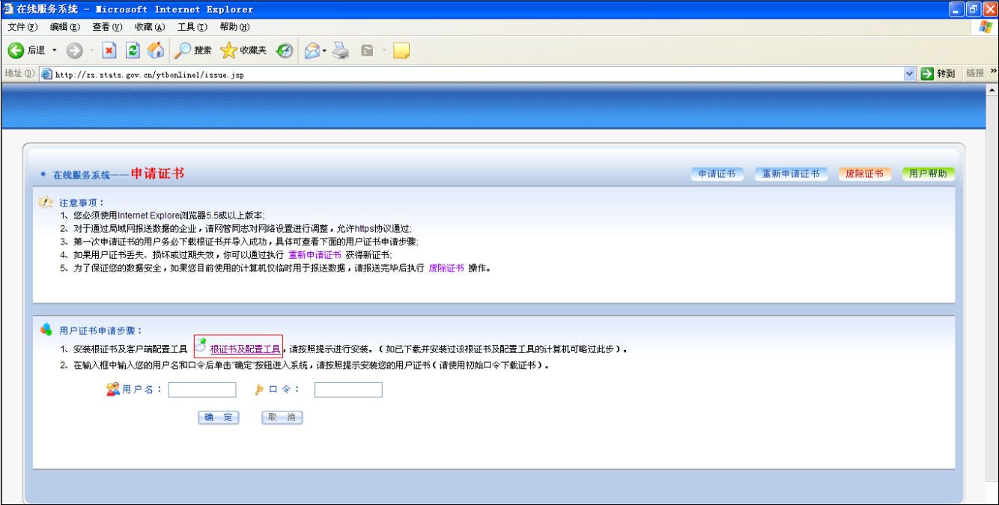 在线服务系统 - Microsoft Internet Explorer
文件(F) 编辑(E) 查看(V) 收藏(A) 工具(T) 帮助(H)
后退 搜索 收藏夹
地址(D) http://zs.stats.gov.cn/ytbonline1/issue.jsp 转到 链接 »
• 在线服务系统——申请证书 申请证书 重新申请证书 废除证书 用户帮助
注意事项：
1、您必须使用Internet Explore浏览器5.5或以上版本;
2、对于通过局域网报送数据的企业，请网管同志对网络设置进行调整，允许https协议通过;
3、第一次申请证书的用户务必下载根证书并导入成功，具体可查看下面的用户证书申请步骤;
4、如果用户证书丢失、损坏或过期失效，你可以通过执行 重新申请证书 获得新证书;
5、为了保证您的数据安全，如果您目前使用的计算机仅临时用于报送数据，请报送完毕后执行 废除证书 操作。
用户证书申请步骤：
1、安装根证书及客户端配置工具 根证书及配置工具，请按照提示进行安装。（如已下载并安装过该根证书及配置工具的计算机可略过此步）。
2、在输入框中输入您的用户名和口令后单击"确定"按钮进入系统，请按照提示安装您的用户证书（请使用初始口令下载证书）。
用户名： 口令：
确 定 取 消